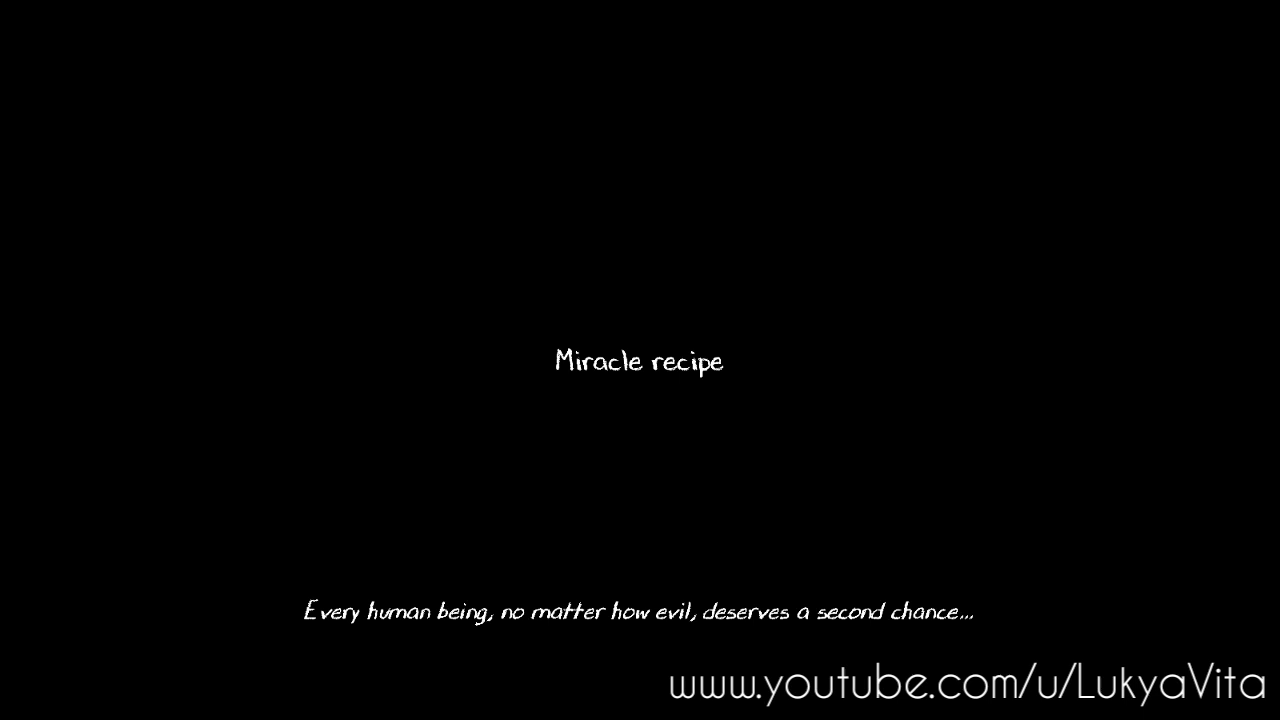 Miracle recipe
Every human being, no matter how evil, deserves a second chance...
www.youtube.com/u/LukyaVita